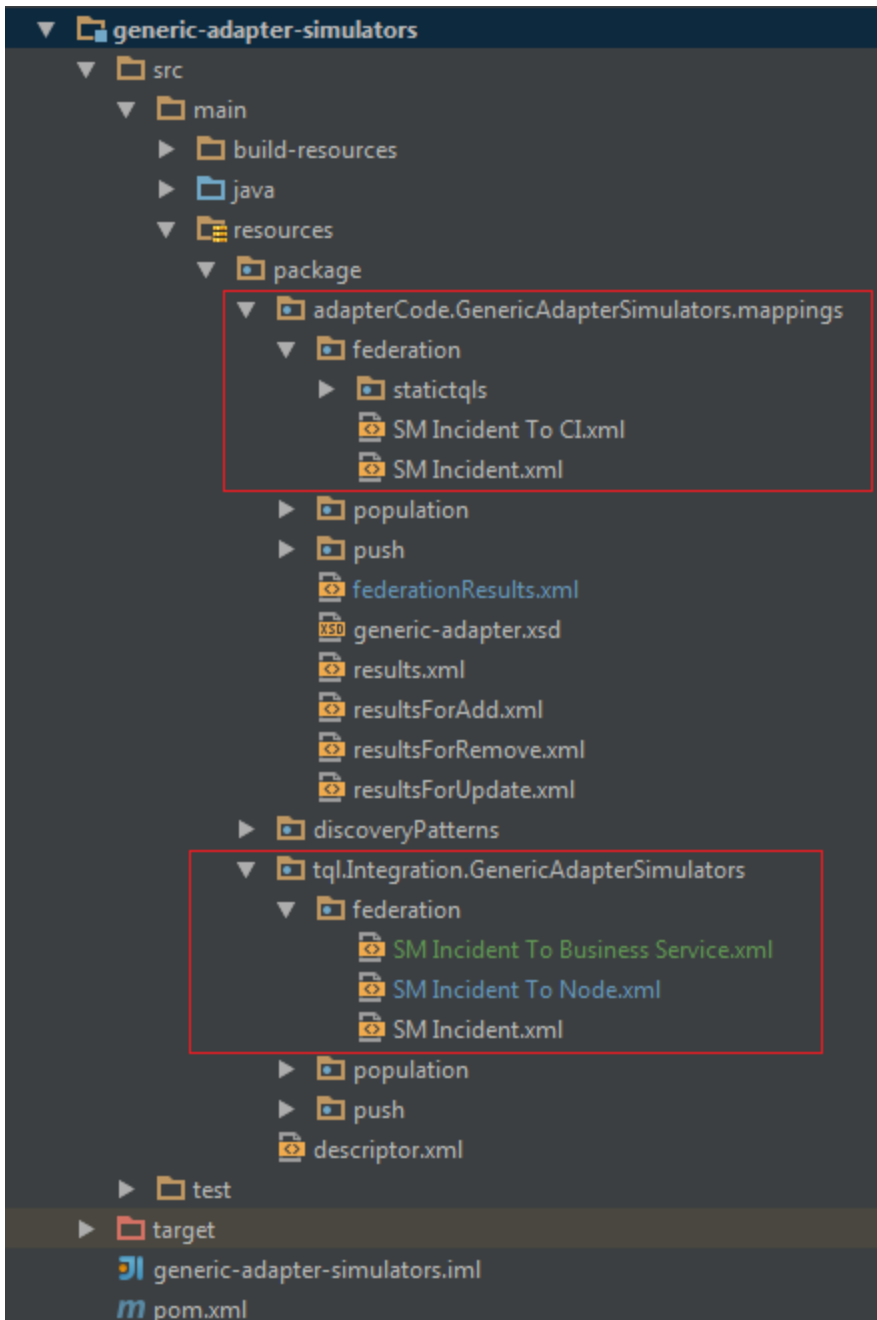 generic-adapter-simulators
src
main
build-resources
java
resources
package
adapterCode.GenericAdapterSimulators.mappings
federation
statictqls
SM Incident To CI.xml
SM Incident.xml
population
push
federationResults.xml
generic-adapter.xsd
results.xml
resultsForAdd.xml
resultsForRemove.xml
resultsForUpdate.xml
discoveryPatterns
tql.Integration.GenericAdapterSimulators
federation
SM Incident To Business Service.xml
SM Incident To Node.xml
SM Incident.xml
population
push
descriptor.xml
test
target
generic-adapter-simulators.iml
pom.xml